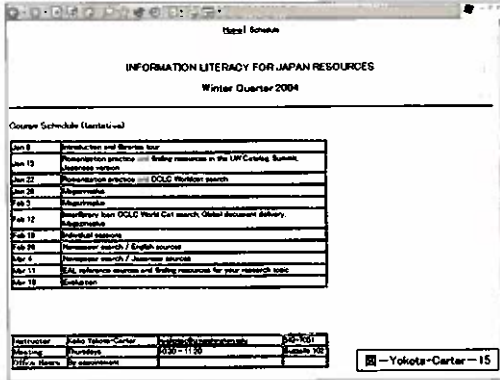 Home | Schedule
INFORMATION LITERACY FOR JAPAN RESOURCES
Winter Quarter 2004
Course Schedule (tentative)
Jan 8 Introduction and libraries tour
Jan 15 Romanization practice and finding resources in the UW Catalog, Summit,
Japanese version
Jan 22 Romanization practice and OCLC Worldcat search
Jan 29 Magazineplus
Feb 5 Magazineplus
Feb 12 Interlibrary loan OCLC World Cat search, Global document delivery,
Magazineplus
Individual sessions
Feb 26 Newspaper search / English sources
Mar 4 Newspaper search / Japanese sources
Mar 11 EAL reference sources and finding resources for your research topic
Mar 18 Evaluation
Instructor Keiko Yokota-Carter
Meeting Thursdays - 11:20
Office Hours By appointment
図-Yokota-Carter-15